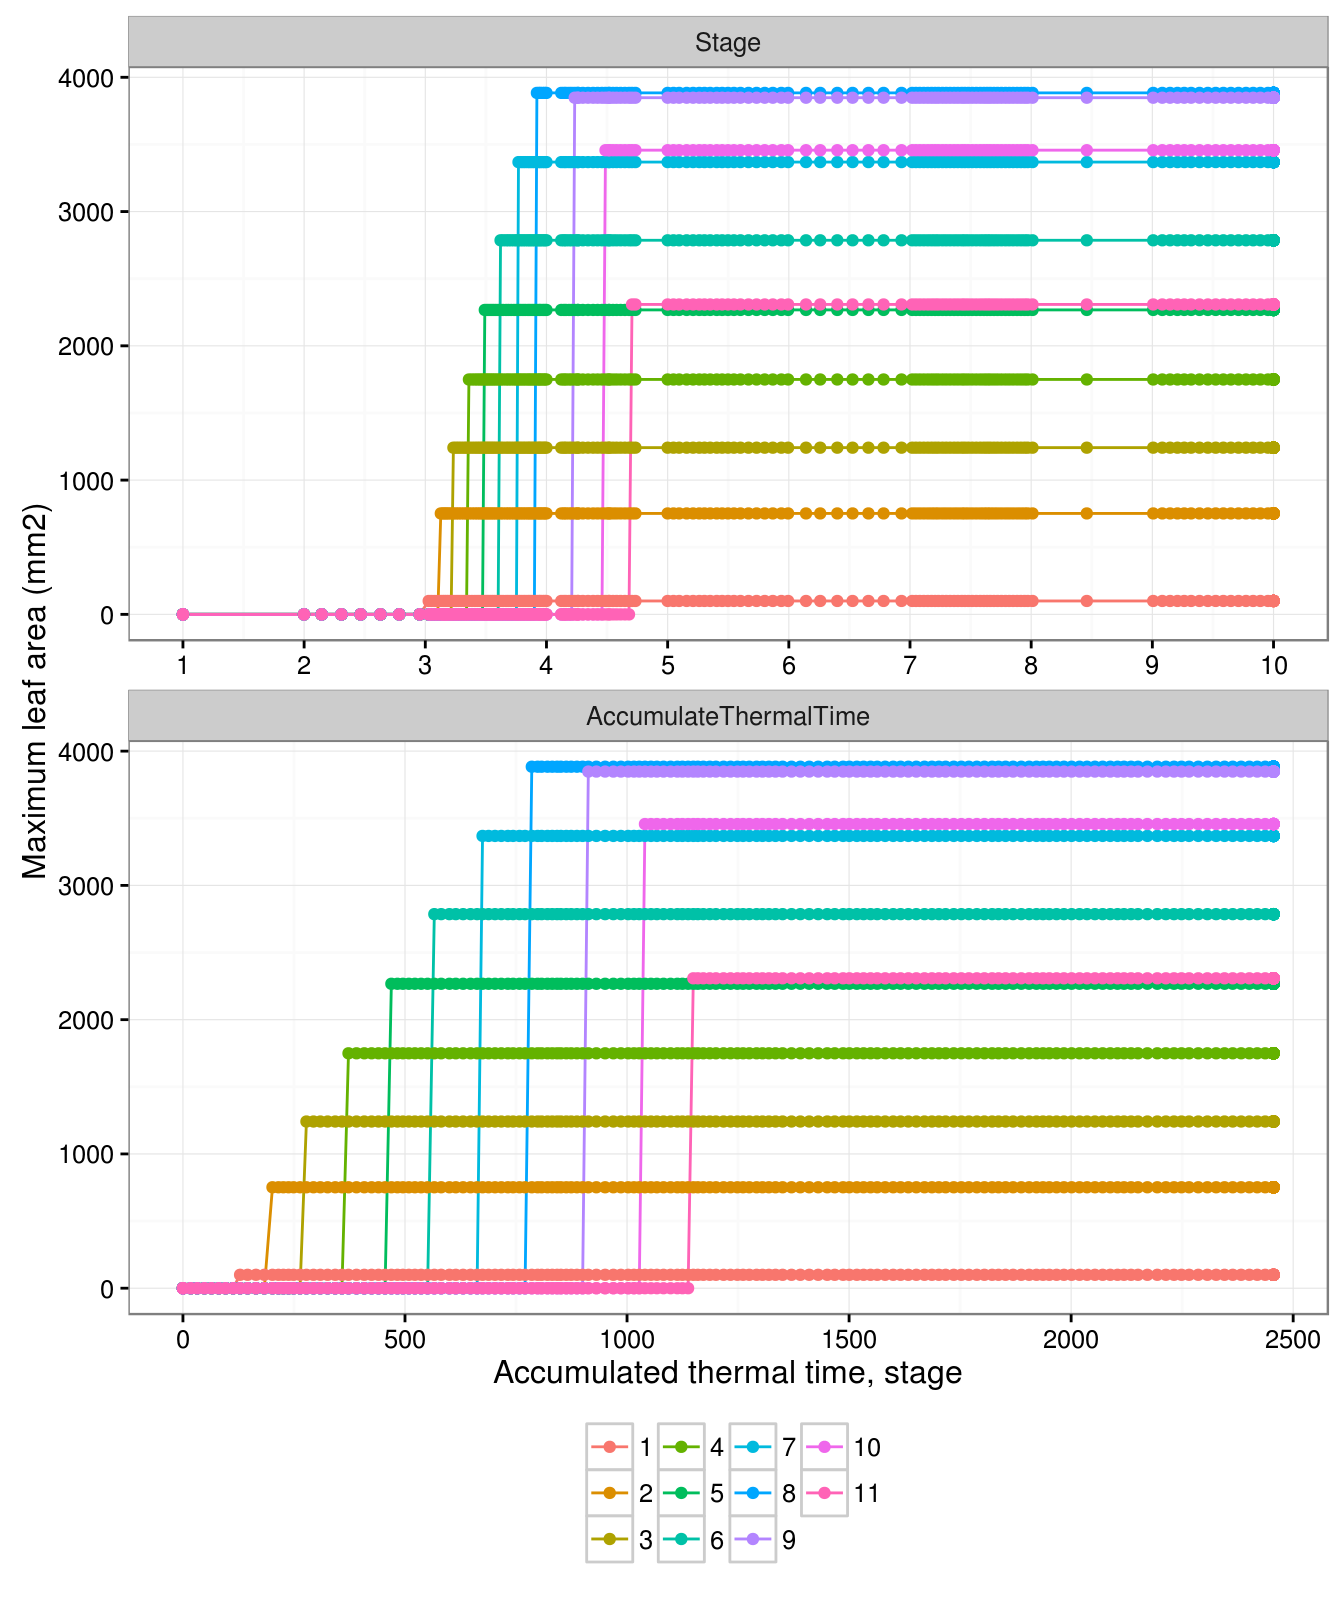 Stage
4000
3000
2000
1000
0
1 2 3 4 5 6 7 8 9 10
Maximum leaf area (mm2)
AccumulateThermalTime
4000
3000
2000
1000
0
0 500 1000 1500 2000 2500
Accumulated thermal time, stage
1 4 7 10
2 5 8 11
3 6 9